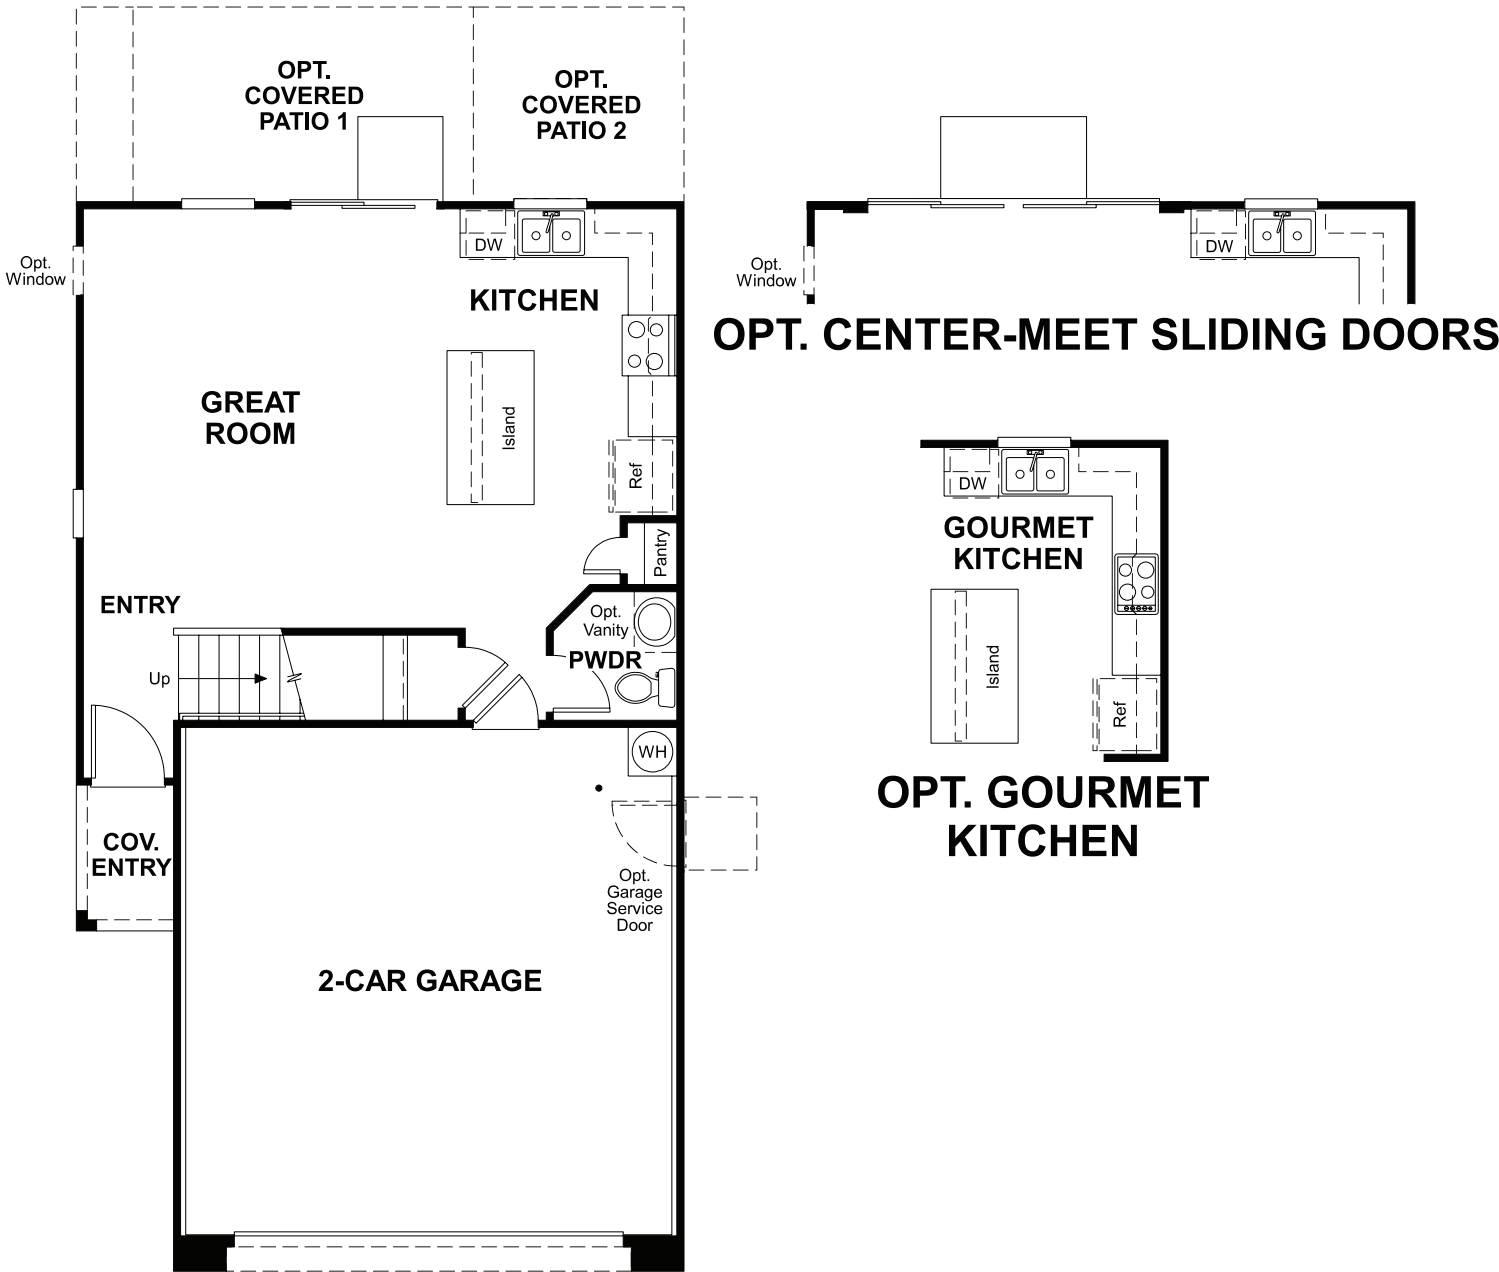 OPT.
COVERED
PATIO 1
OPT.
COVERED
PATIO 2
Opt.
Window
DW
KITCHEN
GREAT
ROOM
Island
Ref
Pantry
ENTRY
Opt.
Vanity
PWDR
Up
WH
COV.
ENTRY
Opt.
Garage
Service
Door
2-CAR GARAGE
Opt.
Window
DW
OPT. CENTER-MEET SLIDING DOORS
DW
GOURMET
KITCHEN
Island
Ref
OPT. GOURMET
KITCHEN